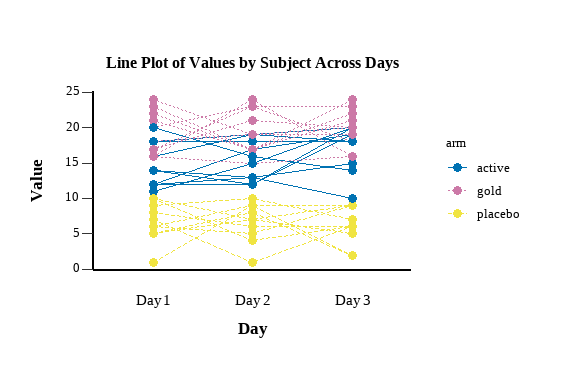 Line Plot of Values by Subject Across Days
25
20
15
10
5
0
Value
Day 1
Day 2
Day 3
Day
arm
active
gold
placebo